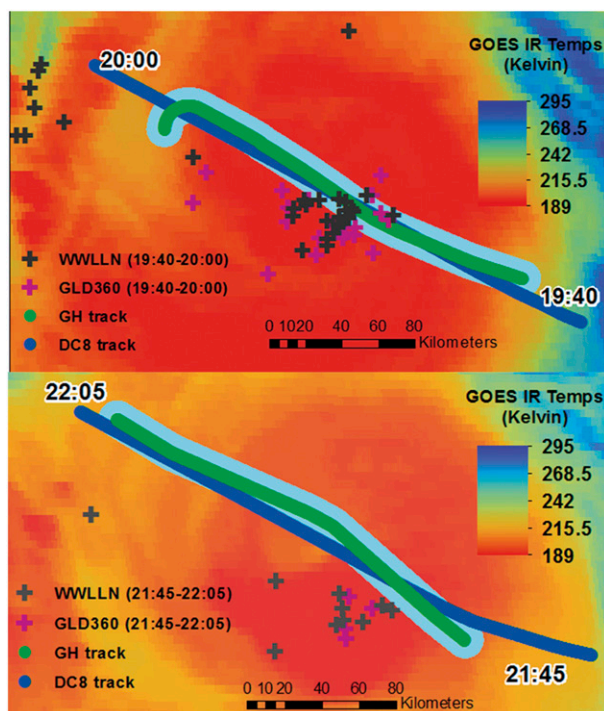 20:00
GOES IR Temps
(Kelvin)
295
268.5
242
215.5
189
WWLLN (19:40-20:00)
GLD360 (19:40-20:00)
GH track
DC8 track
19:40
0 1020 40 60 80
Kilometers
22:05
GOES IR Temps
(Kelvin)
295
268.5
242
215.5
189
WWLLN (21:45-22:05)
GLD360 (21:45-22:05)
GH track
DC8 track
21:45
0 10 20 40 60 80
Kilometers